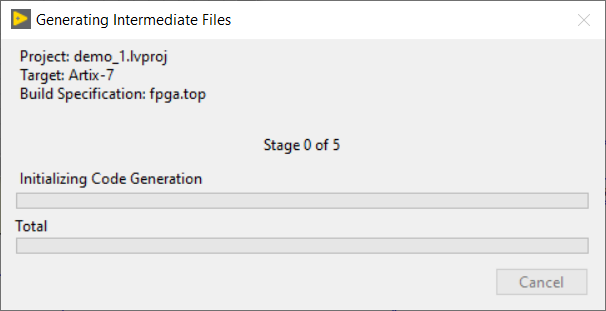 Generating Intermediate Files
Project: demo_1.lvproj
Target: Artix-7
Build Specification: fpga.top
Stage 0 of 5
Initializing Code Generation
Total
Cancel